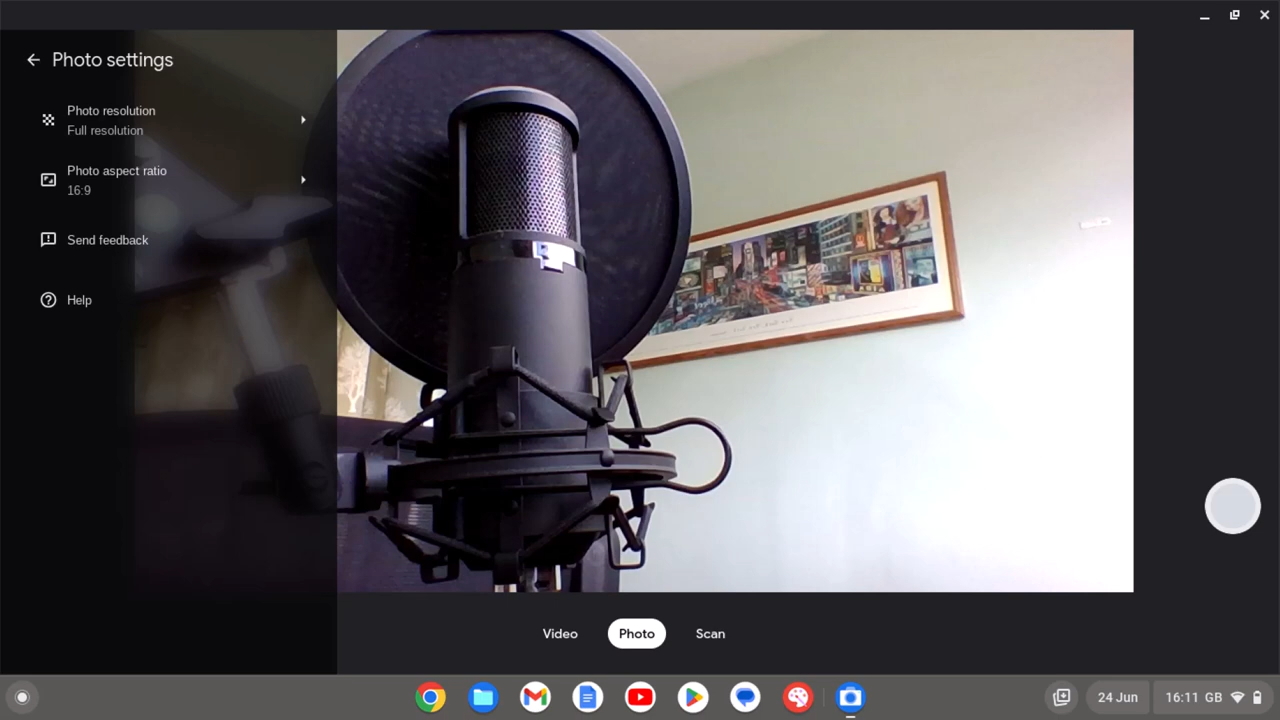 Photo settings
Photo resolution
Full resolution
Photo aspect ratio
16:9
Send feedback
Help
Video
Photo
Scan
24 Jun
16:11 GB